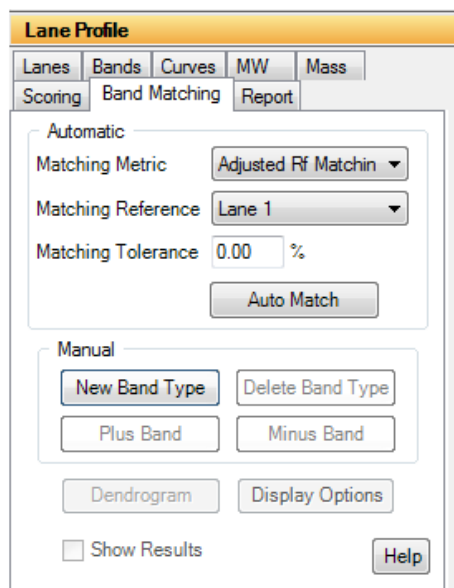 Lane Profile
Lanes Bands Curves MW Mass
Scoring Band Matching Report
Automatic
Matching Metric Adjusted Rf Matchin
Matching Reference Lane 1
Matching Tolerance 0.00 %
Auto Match
Manual
New Band Type Delete Band Type
Plus Band Minus Band
Dendrogram Display Options
Show Results Help